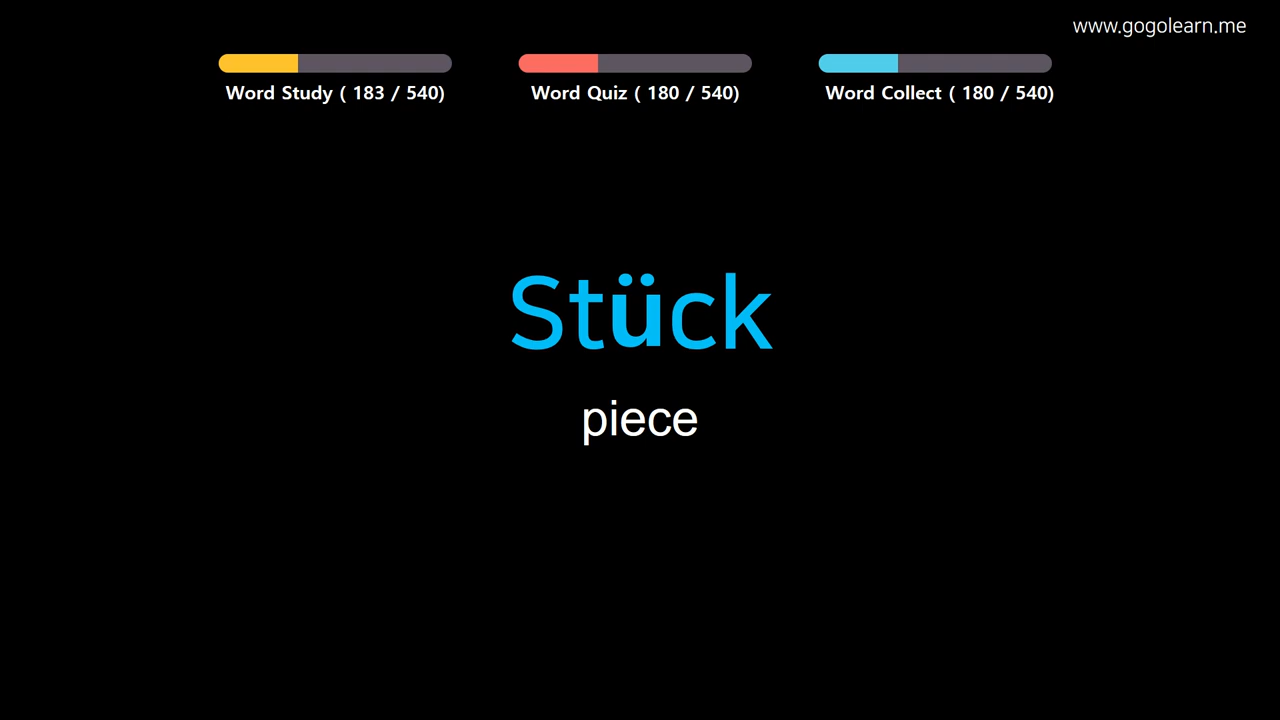 www.gogolearn.me
Word Study ( 183 / 540)
Word Quiz ( 180 / 540)
Word Collect ( 180 / 540)
Stück
piece